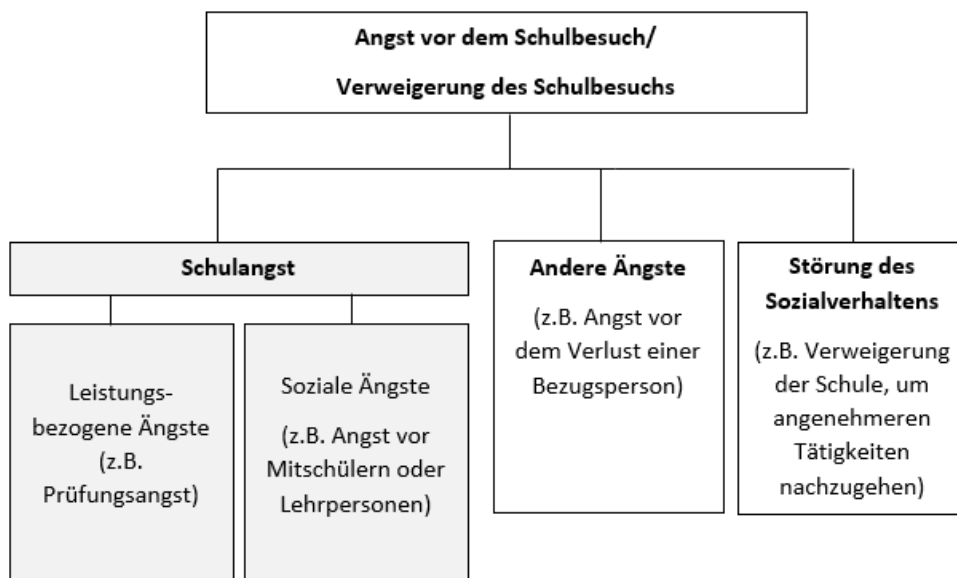 Angst vor dem Schulbesuch/
Verweigerung des Schulbesuchs
Schulangst
Leistungs-
bezogene Ängste
(z.B.
Prüfungsangst)
Soziale Ängste
(z.B. Angst vor
Mitschülern oder
Lehrpersonen)
Andere Ängste
(z.B. Angst vor
dem Verlust einer
Bezugsperson)
Störung des
Sozialverhaltens
(z.B. Verweigerung
der Schule, um
angenehmeren
Tätigkeiten
nachzugehen)